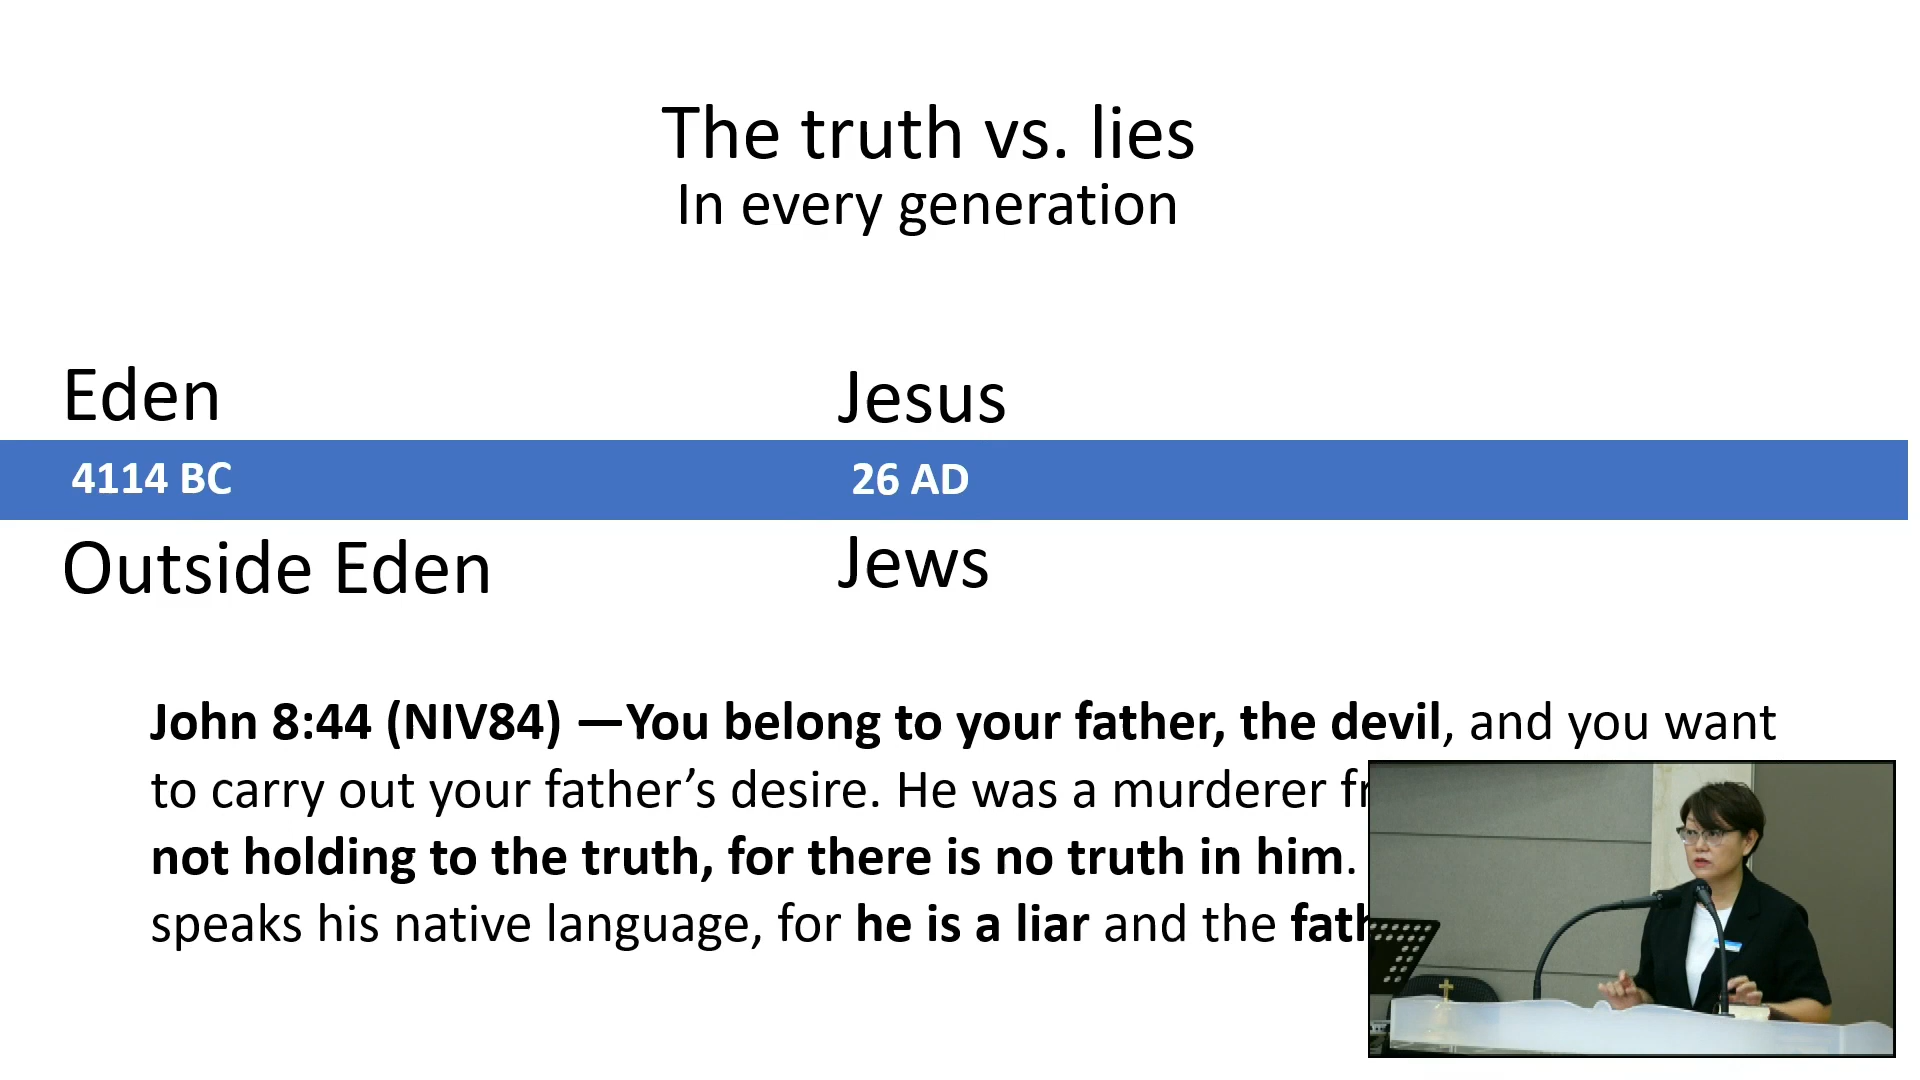 The truth vs. lies
In every generation
Eden
Jesus
4114 BC
26 AD
Outside Eden
Jews
John 8:44 (NIV84) —You belong to your father, the devil, and you want
to carry out your father’s desire. He was a murderer
not holding to the truth, for there is no truth in him.
speaks his native language, for he is a liar and the